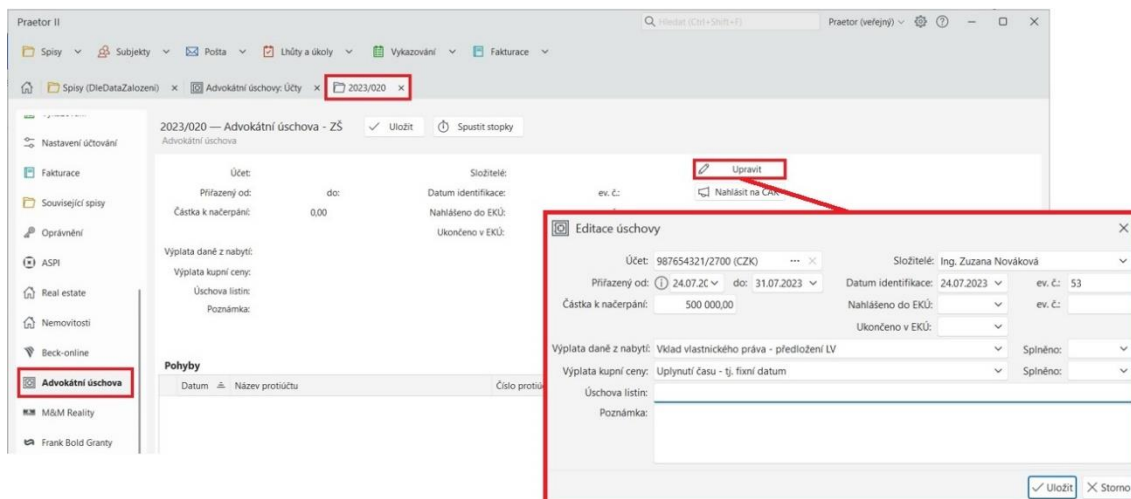 Praetor II
Hledat (Ctrl+Shift+F)
Praetor (veřejný)
Spisy
Subjekty
Pošta
Lhůty a úkoly
Vykazování
Fakturace
Spisy (DleDataZalozeni)
Advokátní úschovy: Účty
2023/020
Nastavení účtování
Fakturace
Související spisy
Oprávnění
ASPI
Real estate
Nemovitosti
Beck-online
Advokátní úschova
M&M Reality
Frank Bold Granty
2023/020 — Advokátní úschova - ZŠ
Uložit
Spustit stopky
Advokátní úschova
Účet:
Složitelé:
Upravit
Přiřazený od: do:
Datum identifikace: ev. č.:
Nahlásit na ČAK
Částka k načerpání: 0,00
Nahlášeno do EKÚ:
Ukončeno v EKÚ:
Výplata daně z nabytí:
Výplata kupní ceny:
Úschova listin:
Poznámka:
Pohyby
Datum Název protiúčtu
Editace úschovy
Účet: 987654321/2700 (CZK) ... Složitelé: Ing. Zuzana Nováková
Přiřazený od: 24.07.20 do: 31.07.2023 Datum identifikace: 24.07.2023 ev. č.: 53
Částka k načerpání: 500 000,00 Nahlášeno do EKÚ: ev. č.:
Ukončeno v EKÚ:
Výplata daně z nabytí: Vklad vlastnického práva - předložení LV Splněno:
Výplata kupní ceny: Uplynutí času - tj. fixní datum Splněno:
Úschova listin:
Poznámka:
Uložit Storno